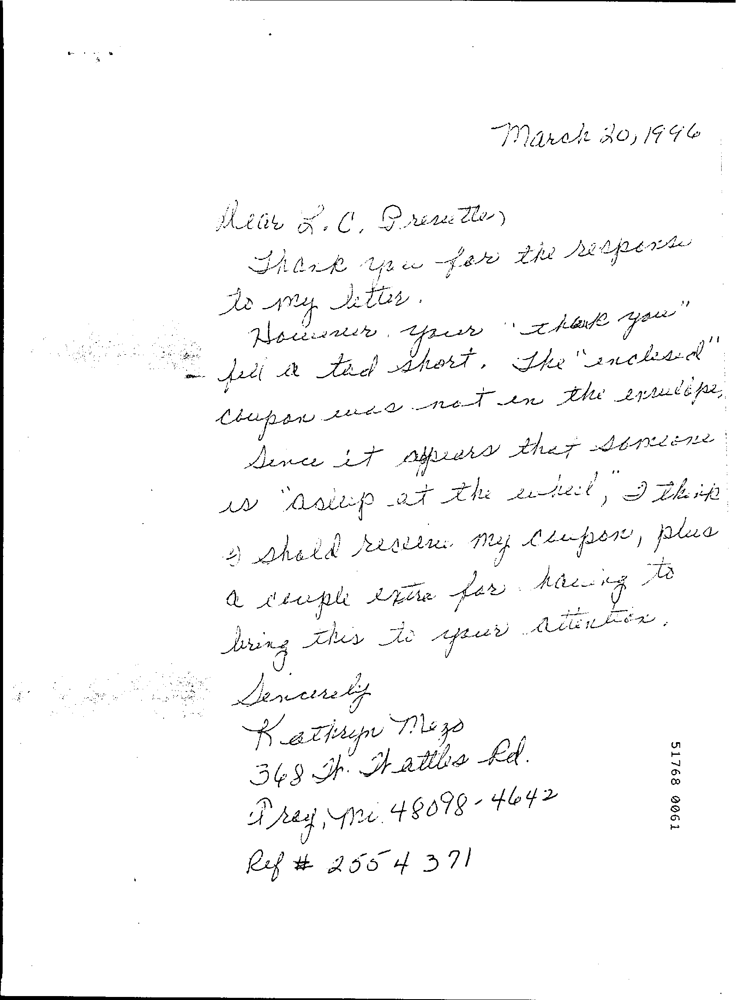 March 20, 1996
Dear L. C.
Thank you for the response
to my letter.
However your "thank you"
fell a tad short. The "enclosed"
coupon was not in the envelope.
Since it appears that someone
is "asleep at the wheel," I think
I shold receive my coupon, plus
a couple extra for having to
bring this to your attention.
Sincerely
Kathryn Mezo
368 W. Wattles Rd.
Troy, Mi. 48098-4642
Ref # 2554371
51768 0061